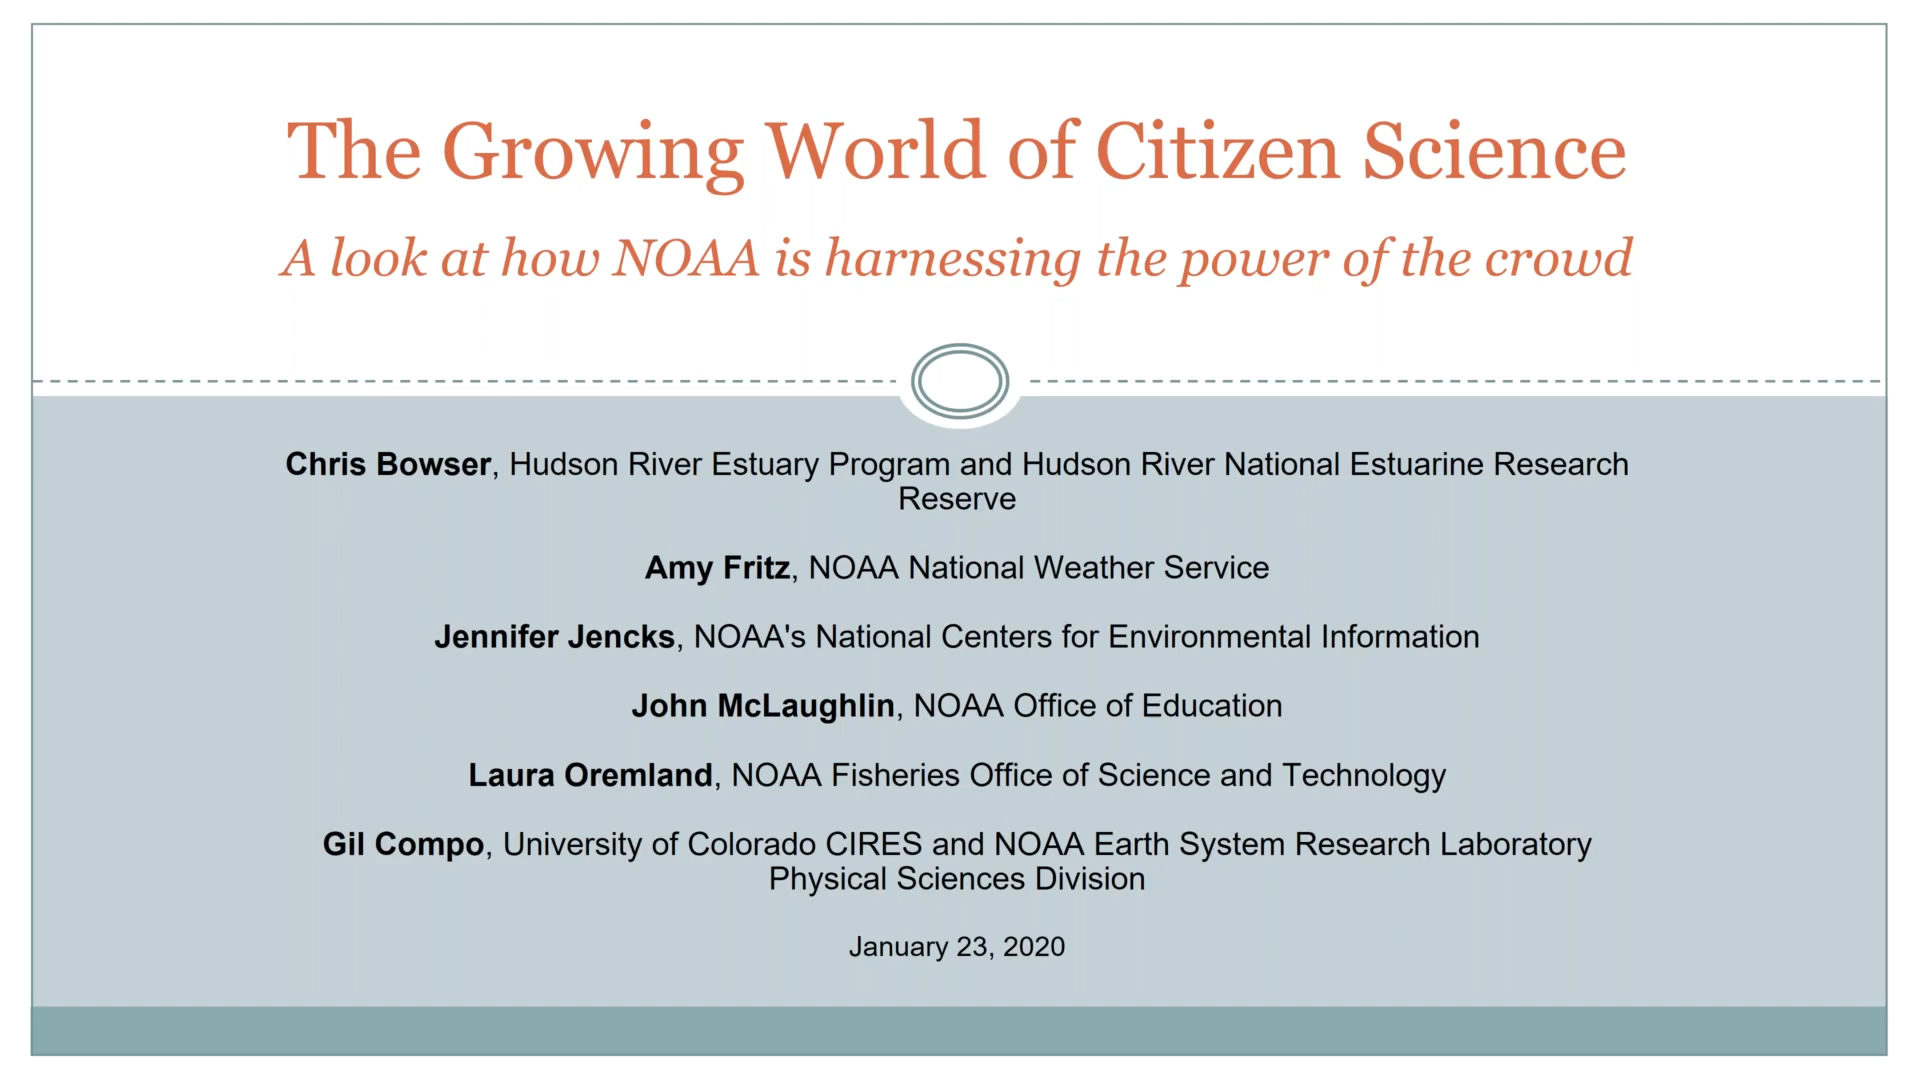 The Growing World of Citizen Science
A look at how NOAA is harnessing the power of the crowd
Chris Bowser, Hudson River Estuary Program and Hudson River National Estuarine Research
Reserve
Amy Fritz, NOAA National Weather Service
Jennifer Jencks, NOAA's National Centers for Environmental Information
John McLaughlin, NOAA Office of Education
Laura Oremland, NOAA Fisheries Office of Science and Technology
Gil Compo, University of Colorado CIRES and NOAA Earth System Research Laboratory
Physical Sciences Division
January 23, 2020